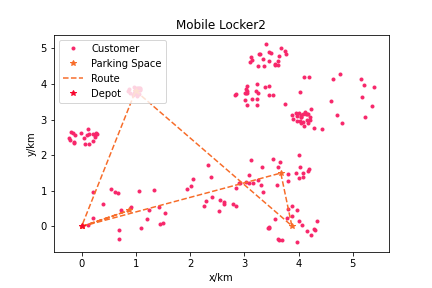 Mobile Locker2
Customer
Parking Space
Route
Depot
y/km
5
4
3
2
1
0
0 1 2 3 4 5
x/km